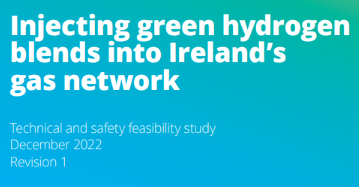 Injecting green hydrogen
blends into Ireland's
gas network
Technical and safety feasibility study
December 2022
Revision 1